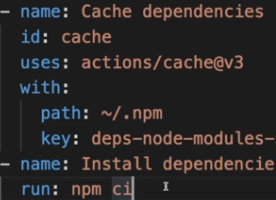 - name: Cache dependencies
id: cache
uses: actions/cache@v3
with:
path: ~/.npm
key: deps-node-modules-
- name: Install dependencie
run: npm ci